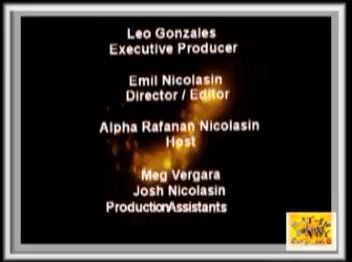 Leo Gonzales
Executive Producer
Emil Nicolasin
Director / Editor
Alpha Rafanan Nicolasin
Host
Meg Vergara
Josh Nicolasin
ProductionAssistants